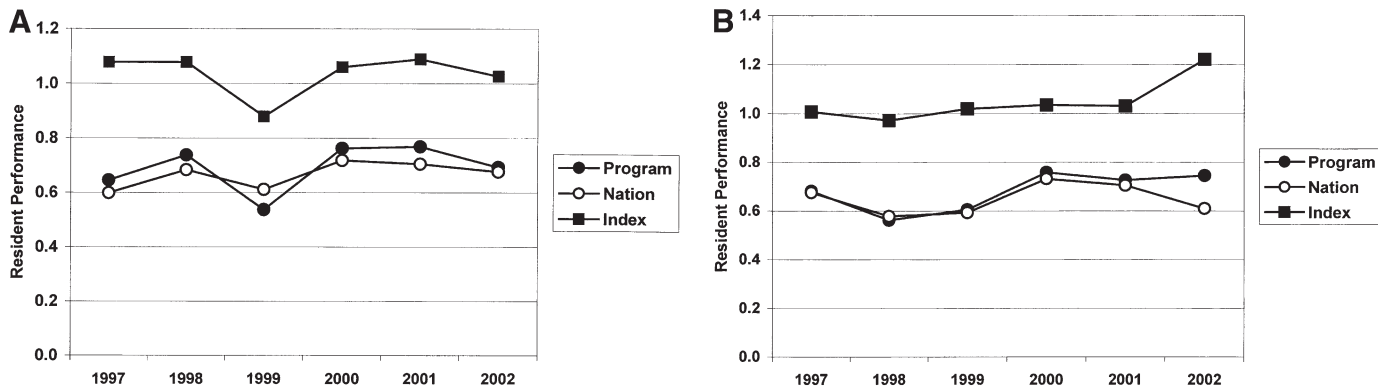 A
Resident Performance
1.2
1.0
0.8
0.6
0.4
0.2
0.0
1997 1998 1999 2000 2001 2002
Program
Nation
Index
B
Resident Performance
1.4
1.2
1.0
0.8
0.6
0.4
0.2
0.0
1997 1998 1999 2000 2001 2002
Program
Nation
Index